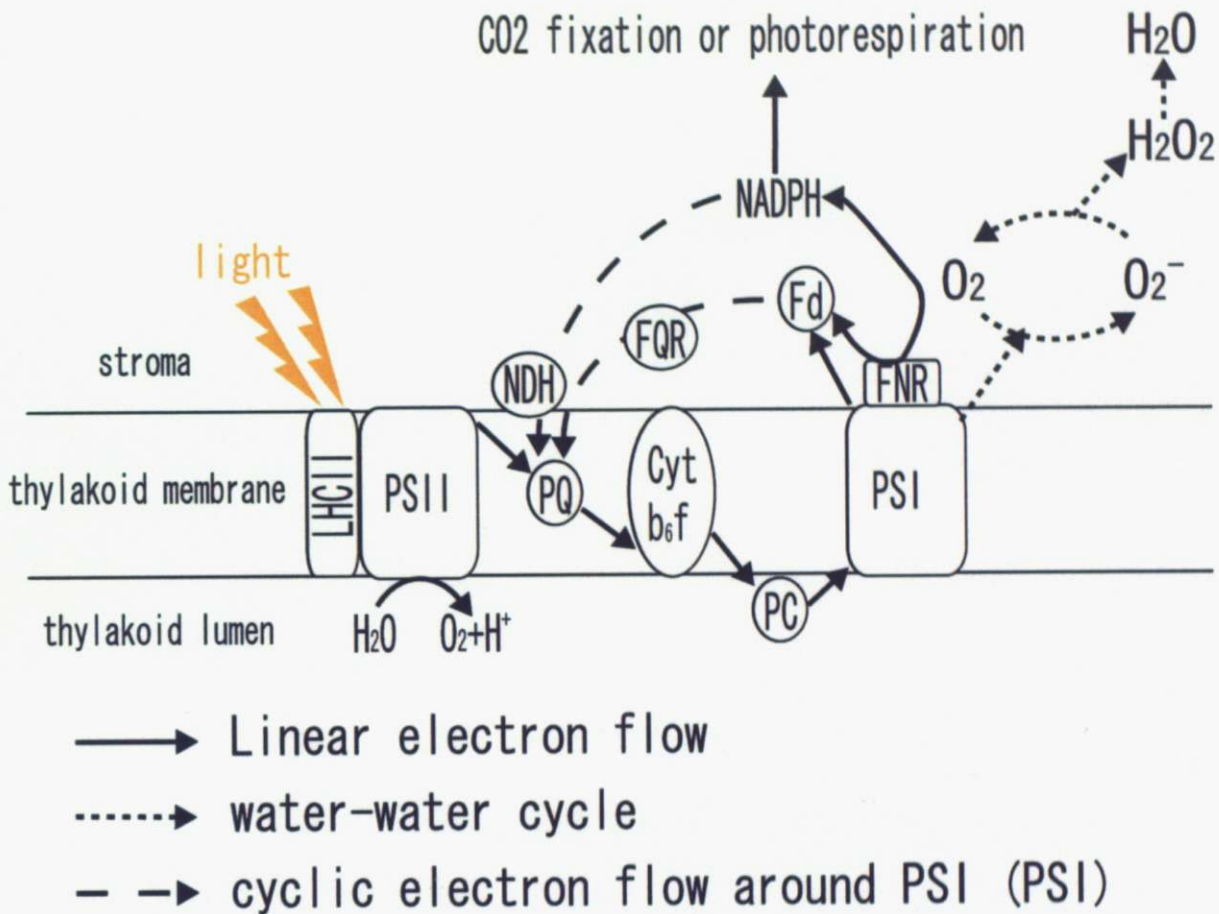 CO2 fixation or photorespiration
H₂O
H₂O₂
NADPH
light
O₂
O₂⁻
Fd
FQR
stroma
NDH
FNR
thylakoid membrane
LHCII
PSII
PQ
Cyt
b₆f
PSI
PC
thylakoid lumen
H₂O
O₂+H⁺
Linear electron flow
water-water cycle
cyclic electron flow around PSI (PSI)